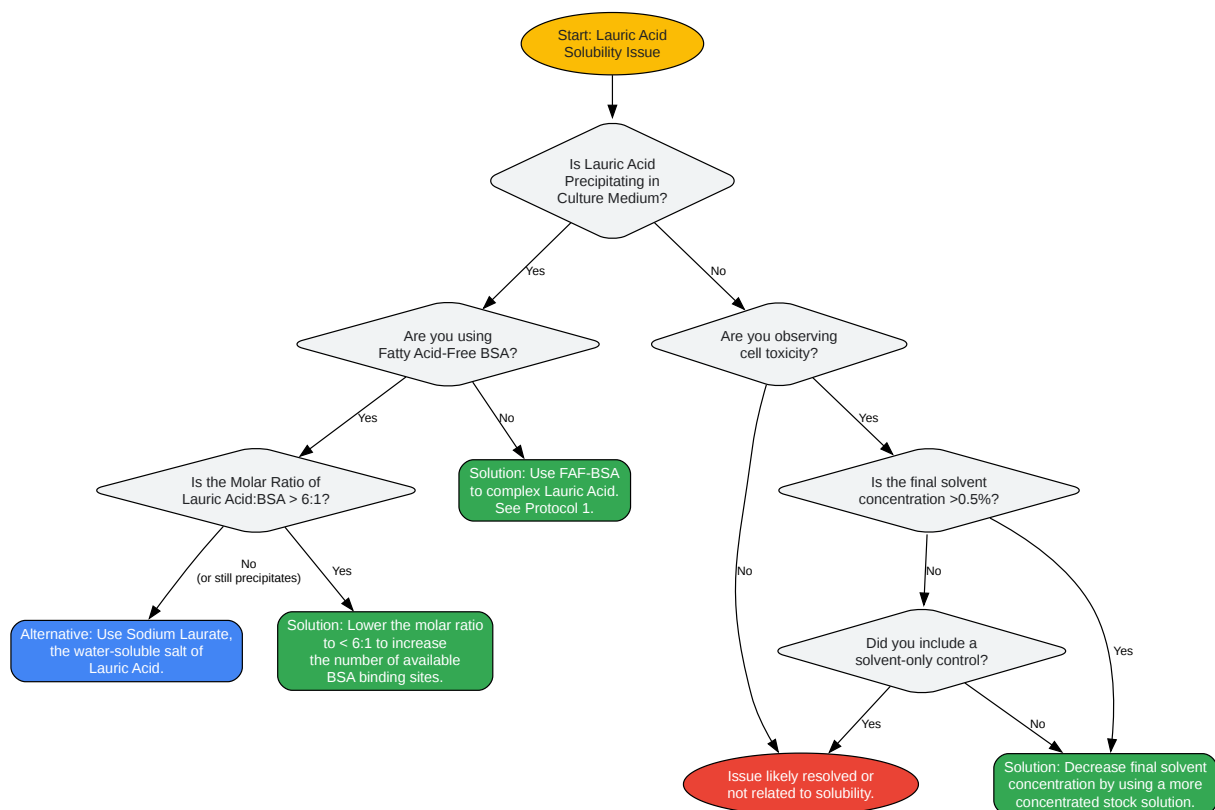 Start: Lauric Acid
Solubility Issue
Is Lauric Acid
Precipitating in
Culture Medium?
Yes
No
Are you using
Fatty Acid-Free BSA?
Are you observing
cell toxicity?
Yes
No
Yes
Is the Molar Ratio of
Lauric Acid:BSA > 6:1?
Solution: Use FAF-BSA
to complex Lauric Acid.
See Protocol 1.
Is the final solvent
concentration >0.5%?
No
(or still precipitates)
Yes
No
No
Alternative: Use Sodium Laurate,
the water-soluble salt of
Lauric Acid.
Solution: Lower the molar ratio
to < 6:1 to increase
the number of available
BSA binding sites.
Did you include a
solvent-only control?
Yes
Yes
No
Issue likely resolved or
not related to solubility.
Solution: Decrease final solvent
concentration by using a more
concentrated stock solution.